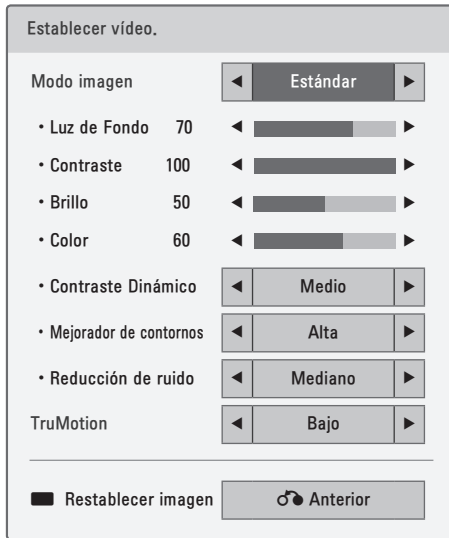 Establecer vídeo.
Modo imagen ◀ Estándar ▶
• Luz de Fondo 70 ◀ ▶
• Contraste 100 ◀ ▶
• Brillo 50 ◀ ▶
• Color 60 ◀ ▶
• Contraste Dinámico ◀ Medio ▶
• Mejorador de contornos ◀ Alta ▶
• Reducción de ruido ◀ Mediano ▶
TruMotion ◀ Bajo ▶
Restablecer imagen Anterior